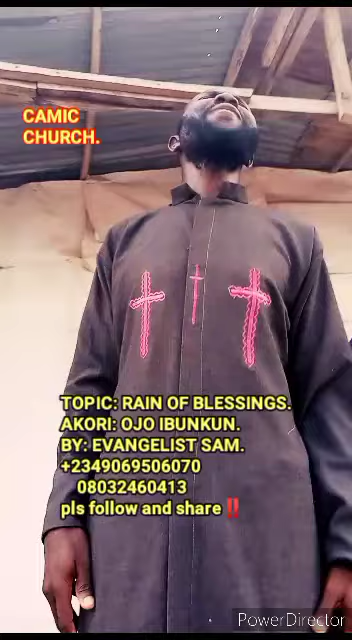 CAMIC
CHURCH.
TOPIC: RAIN OF BLESSINGS.
AKORI: OJO IBUNKUN.
BY: EVANGELIST SAM.
+2349069506070
08032460413
pls follow and share‼️
PowerDirector